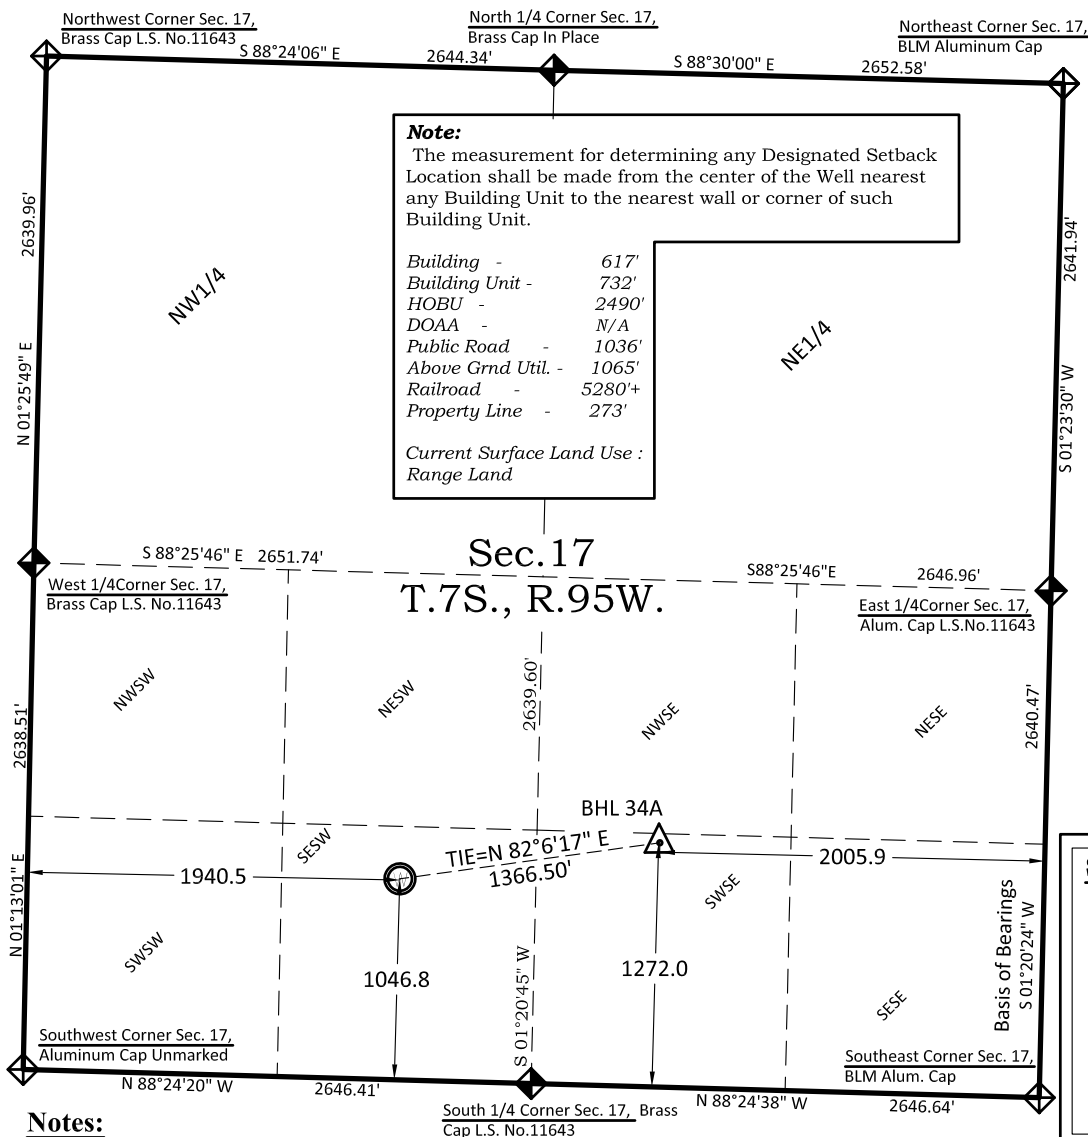 Northwest Corner Sec. 17,
Brass Cap L.S. No.11643
North 1/4 Corner Sec. 17,
Brass Cap In Place
Northeast Corner Sec. 17,
BLM Aluminum Cap
S 88°24'06" E
2644.34'
S 88°30'00" E
2652.58'
Note:
The measurement for determining any Designated Setback
Location shall be made from the center of the Well nearest
any Building Unit to the nearest wall or corner of such
Building Unit.
Building - 617'
Building Unit - 732'
HOBU - 2490'
DOAA - N/A
Public Road - 1036'
Above Grnd Util. - 1065'
Railroad - 5280'+
Property Line - 273'
Current Surface Land Use :
Range Land
2639.96'
N 01°25'49" E
NW1/4
NE1/4
2641.94'
S 01°23'30" W
S 88°25'46" E 2651.74'
Sec.17
T.7S., R.95W.
S88°25'46"E
2646.96'
West 1/4Corner Sec. 17,
Brass Cap L.S. No.11643
East 1/4Corner Sec. 17,
Alum. Cap L.S.No.11643
NWSW
NESW
2639.60'
NWSE
NESE
2638.51'
2640.47'
BHL 34A
SESW
TIE=N 82°6'17" E
1366.50'
1940.5
2005.9
SWSE
N 01°13'01" E
SWSW
1046.8
S 01°20'45" W
1272.0
SESE
Basis of Bearings
S 01°20'24" W
Southwest Corner Sec. 17,
Aluminum Cap Unmarked
Southeast Corner Sec. 17,
BLM Alum. Cap
N 88°24'20" W
2646.41'
N 88°24'38" W
2646.64'
South 1/4 Corner Sec. 17, Brass
Cap L.S. No.11643
Notes: